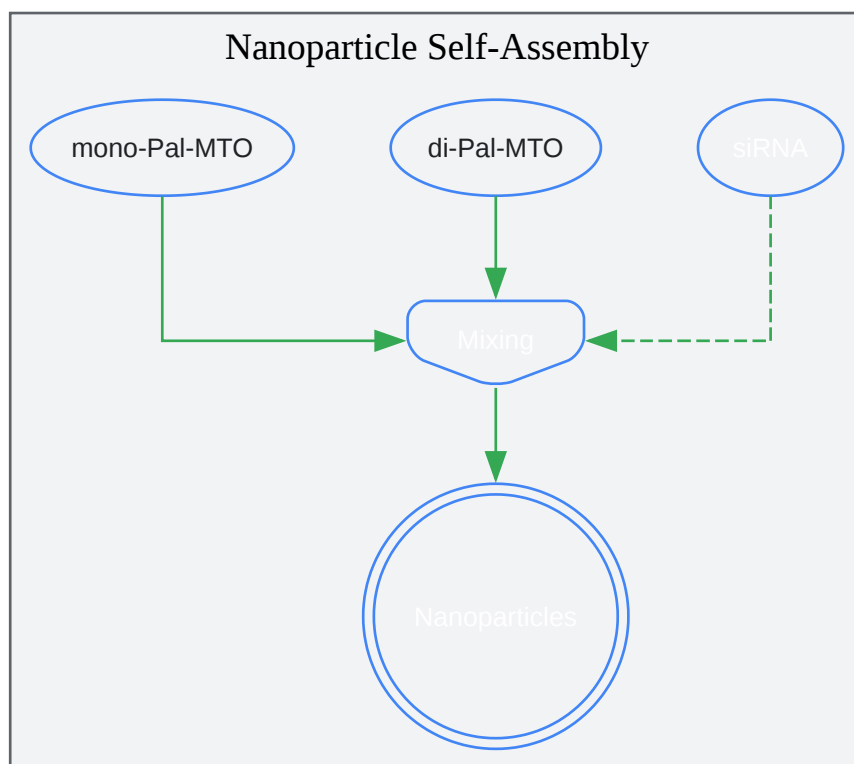 Nanoparticle Self-Assembly
mono-Pal-MTO
di-Pal-MTO
siRNA
Mixing
Nanoparticles